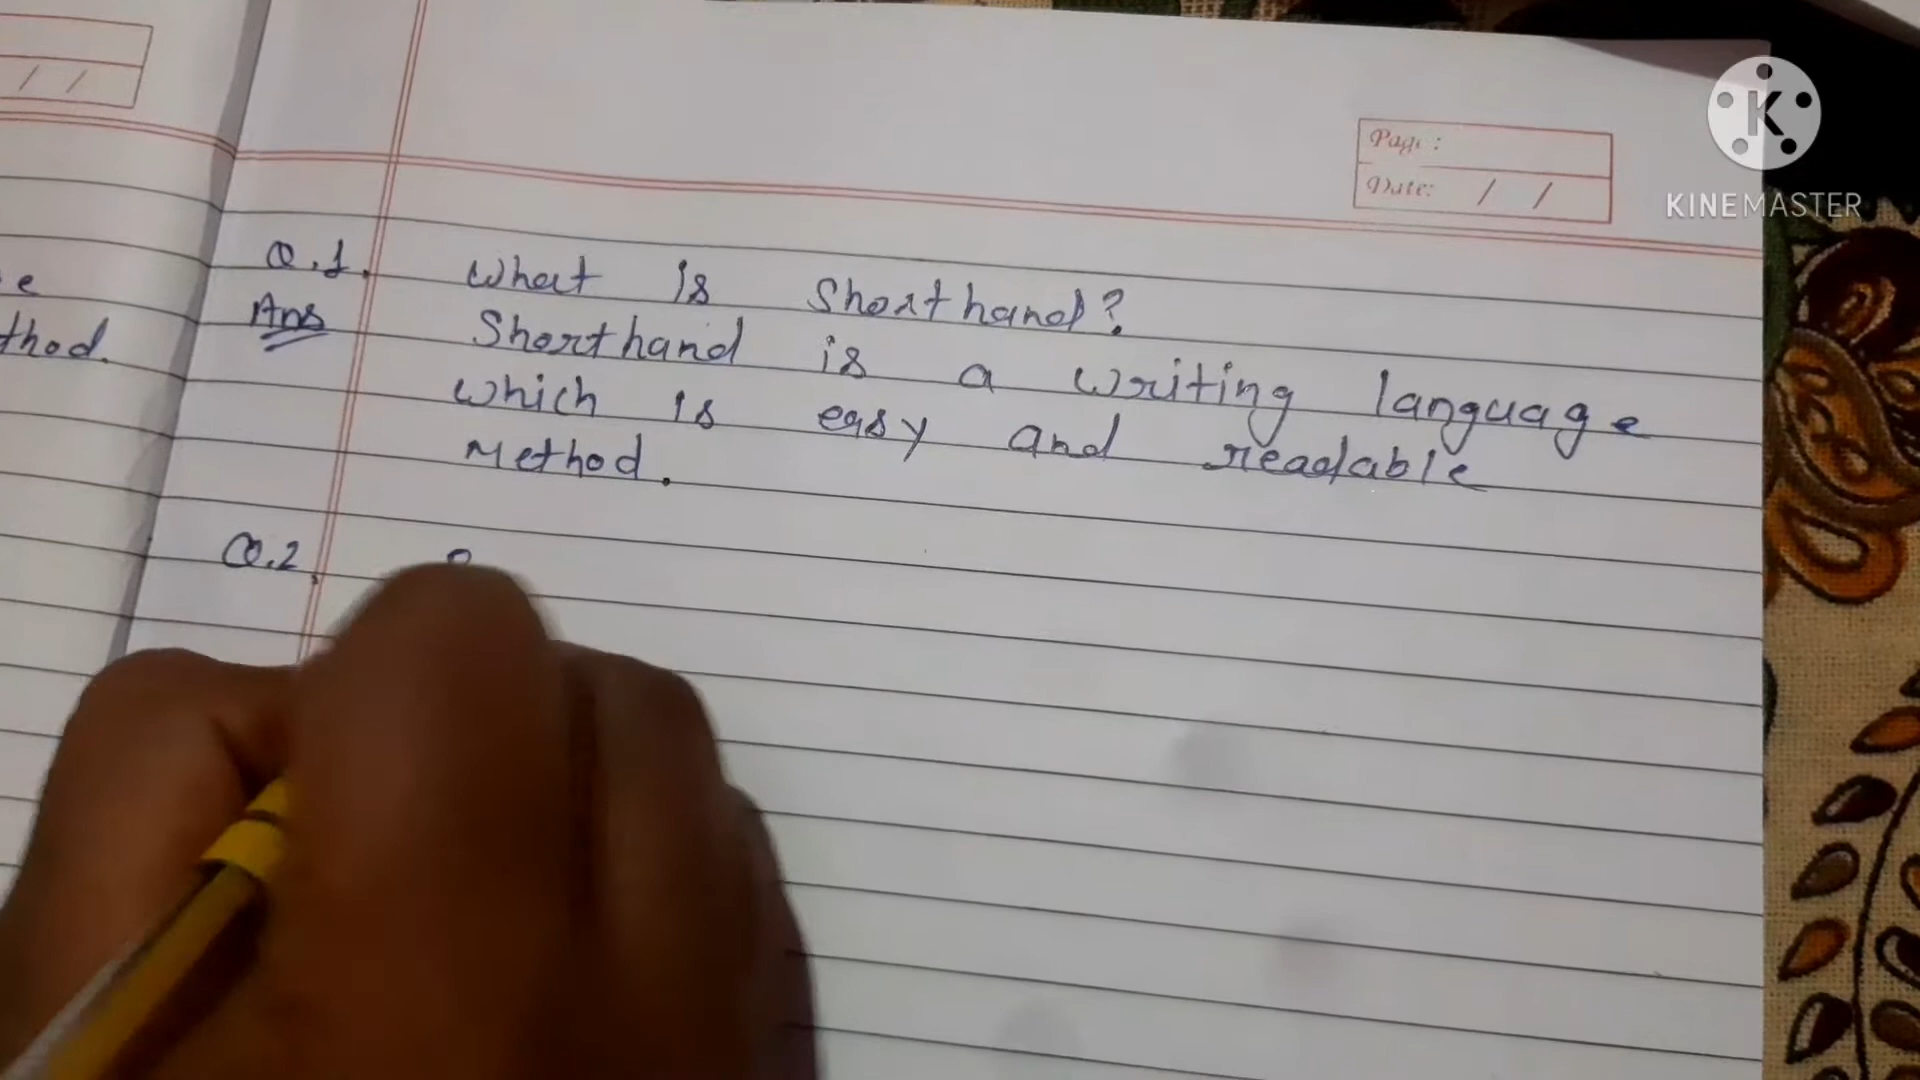 Page:
Date: / /
KINEMASTER
e
thod.
Q.1. What is Shorthand?
Ans Shorthand is a writing language
which is easy and readable
Method.
Q.2.